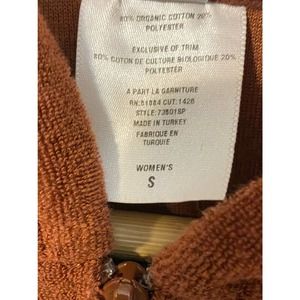 80% ORGANIC COTTON 20%
POLYESTER
EXCLUSIVE OF TRIM
80% COTON DE CULTURE BIOLOGIQUE 20%
POLYESTER
A PART LA GARNITURE
RN:51884 CUT:1426
STYLE:73801SP
MADE IN TURKEY
FABRIQUE EN
TURQUIE
WOMEN'S
S